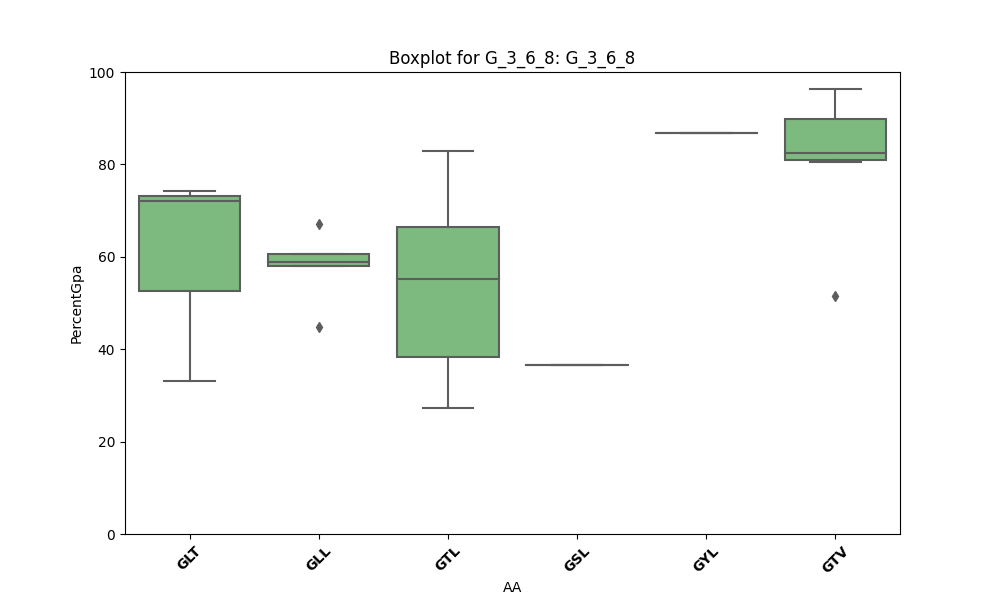 Boxplot for G_3_6_8: G_3_6_8
100
80
60
40
20
0
PercentGpa
GLT
GLL
GTL
GSL
GYL
GTV
AA